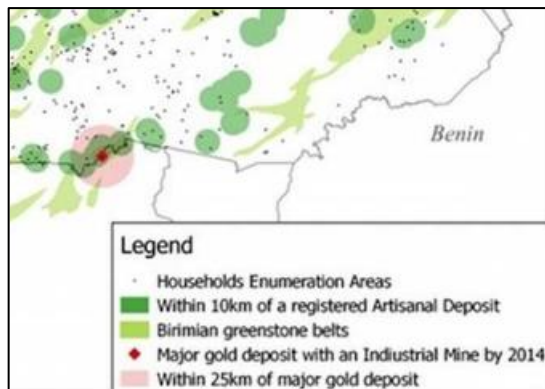 Benin
Legend
Households Enumeration Areas
Within 10km of a registered Artisanal Deposit
Birimian greenstone belts
Major gold deposit with an Indiustrial Mine by 2014
Within 25km of major gold deposit